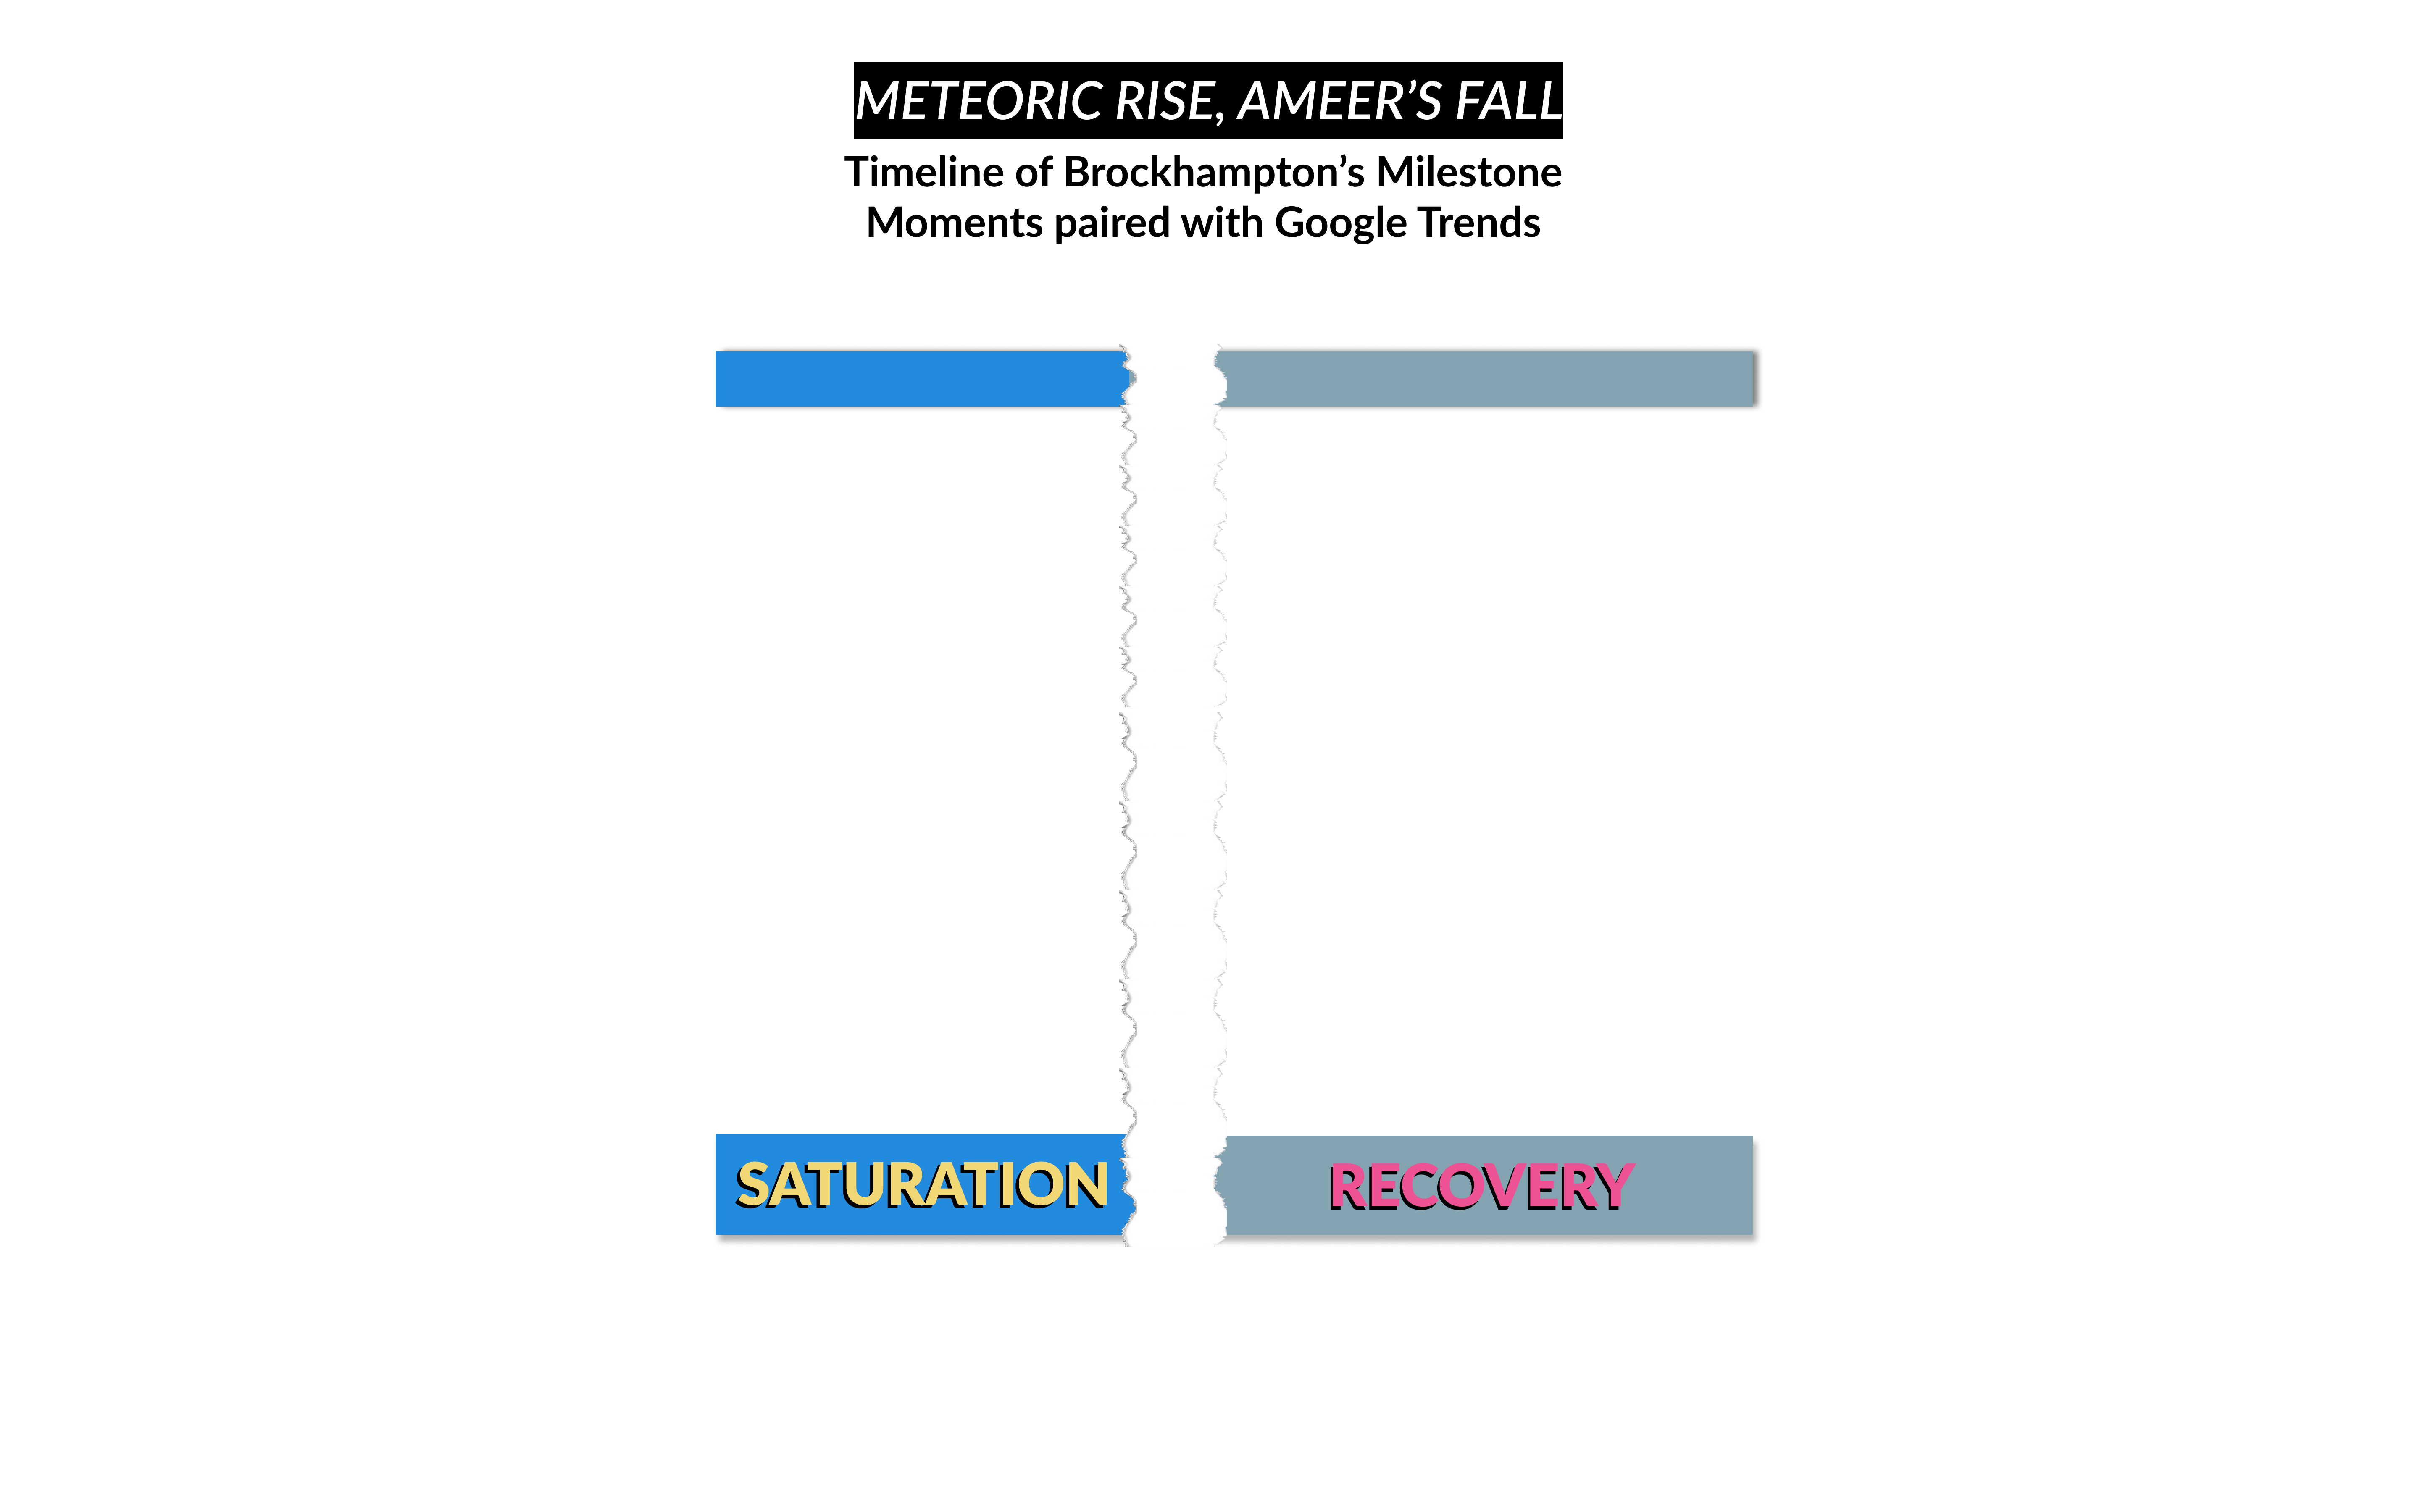 METEORIC RISE, AMEER’S FALL
Timeline of Brockhampton’s Milestone
Moments paired with Google Trends
SATURATION
RECOVERY